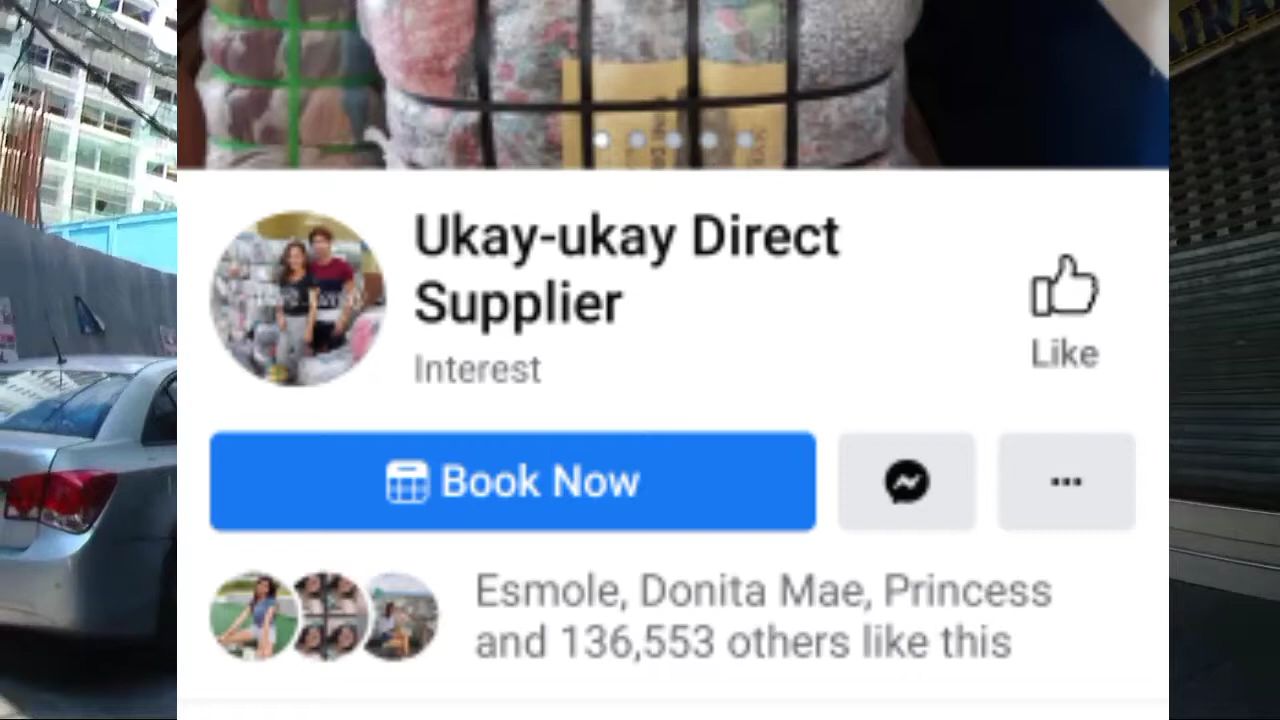 Ukay-ukay Direct
Supplier
Interest
Like
Book Now
Esmole, Donita Mae, Princess
and 136,553 others like this